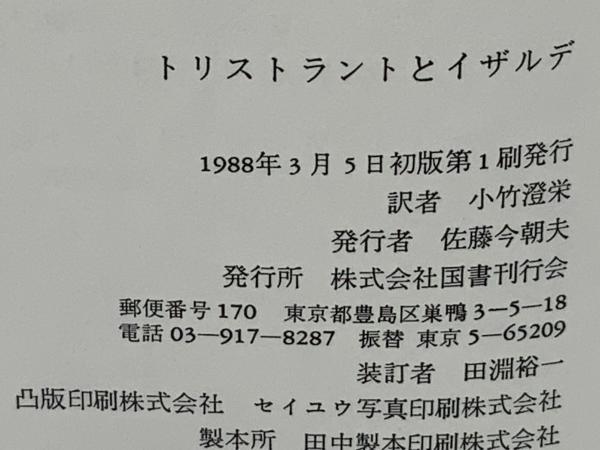 トリストラントとイザルデ
1988年3月5日初版第1刷発行
訳者 小竹澄栄
発行者 佐藤今朝夫
発行所 株式会社国書刊行会
郵便番号170 東京都豊島区巣鴨3—5—18
電話03—917—8287 振替 東京5—65209
装訂者 田淵裕一
凸版印刷株式会社 セイユウ写真印刷株式会社
製本所 田中製本印刷株式会社